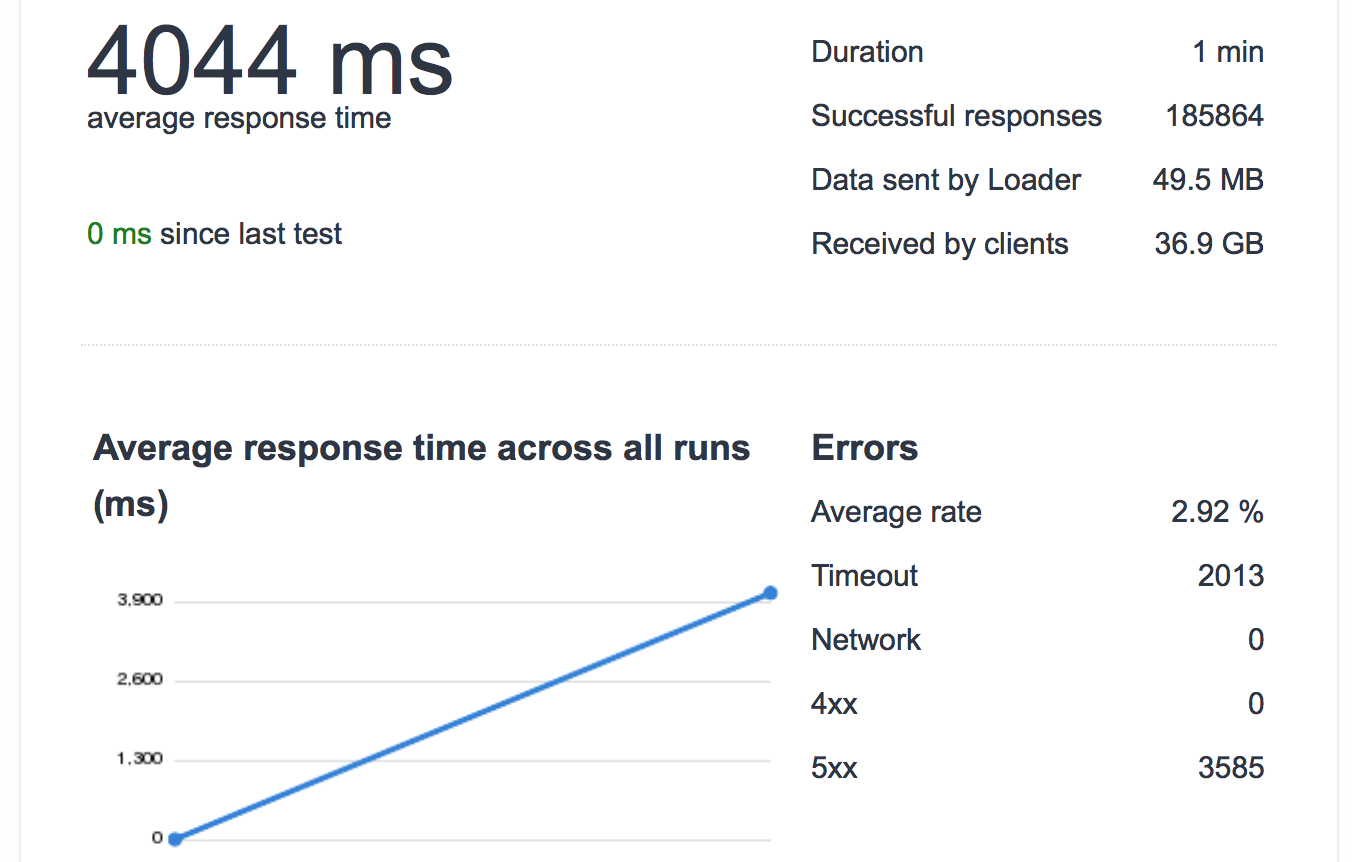 4044 ms
average response time
0 ms since last test
Duration 1 min
Successful responses 185864
Data sent by Loader 49.5 MB
Received by clients 36.9 GB
Average response time across all runs
(ms)
3,900
2,600
1,300
0
Errors
Average rate 2.92 %
Timeout 2013
Network 0
4xx 0
5xx 3585